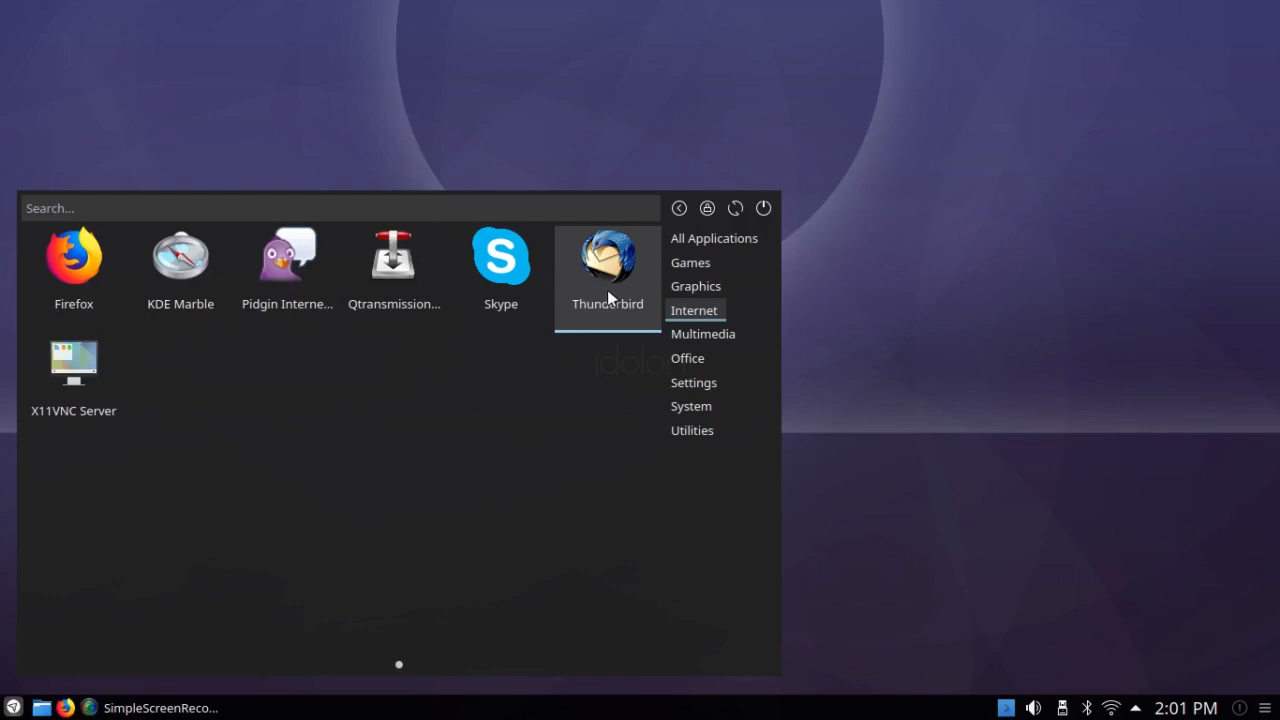 Search...
All Applications
Firefox
KDE Marble
Pidgin Interne...
Qtransmission...
Skype
Thunderbird
X11VNC Server
Games
Graphics
Internet
Multimedia
Office
Settings
System
Utilities
SimpleScreenReco...
2:01 PM